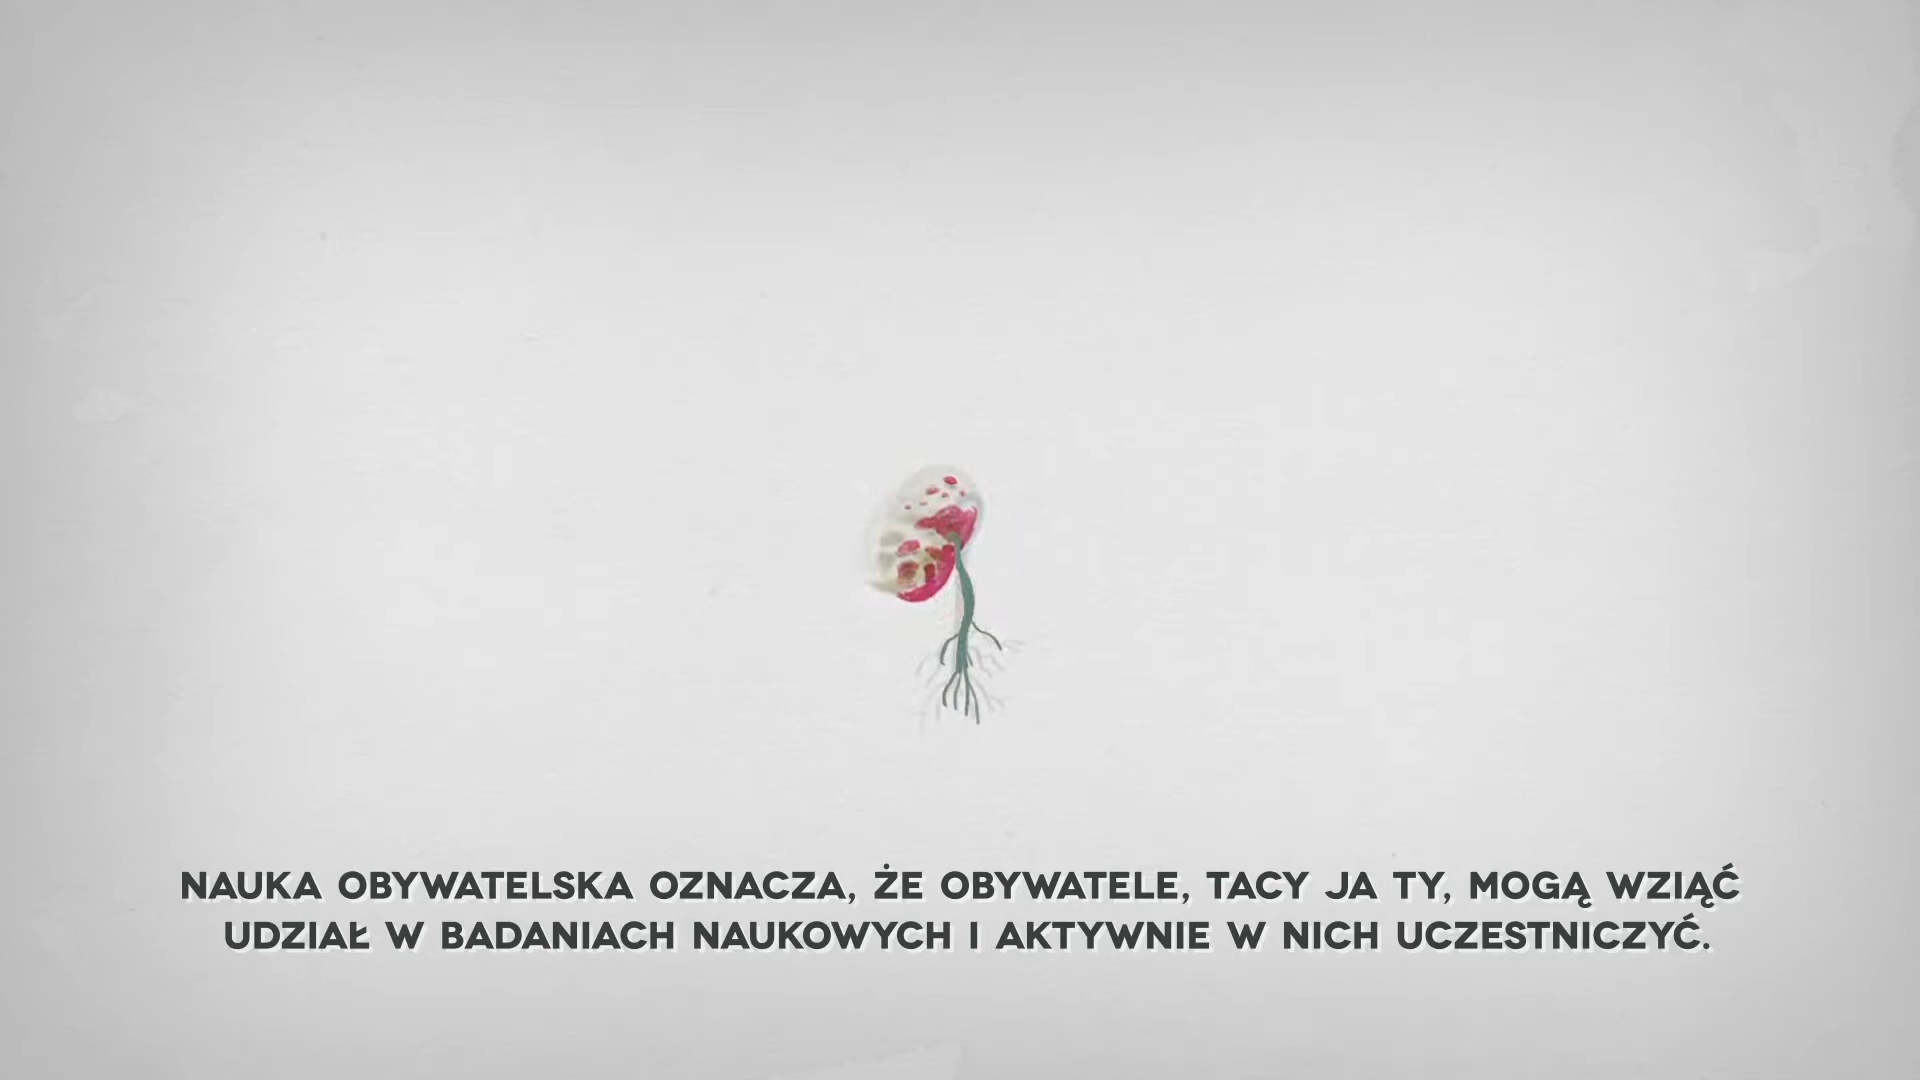 NAUKA OBYWATELSKA OZNACZA, ŻE OBYWATELE, TACY JA TY, MOGĄ WZIĄĆ
UDZIAŁ W BADANIACH NAUKOWYCH I AKTYWNIE W NICH UCZESTNICZYĆ.